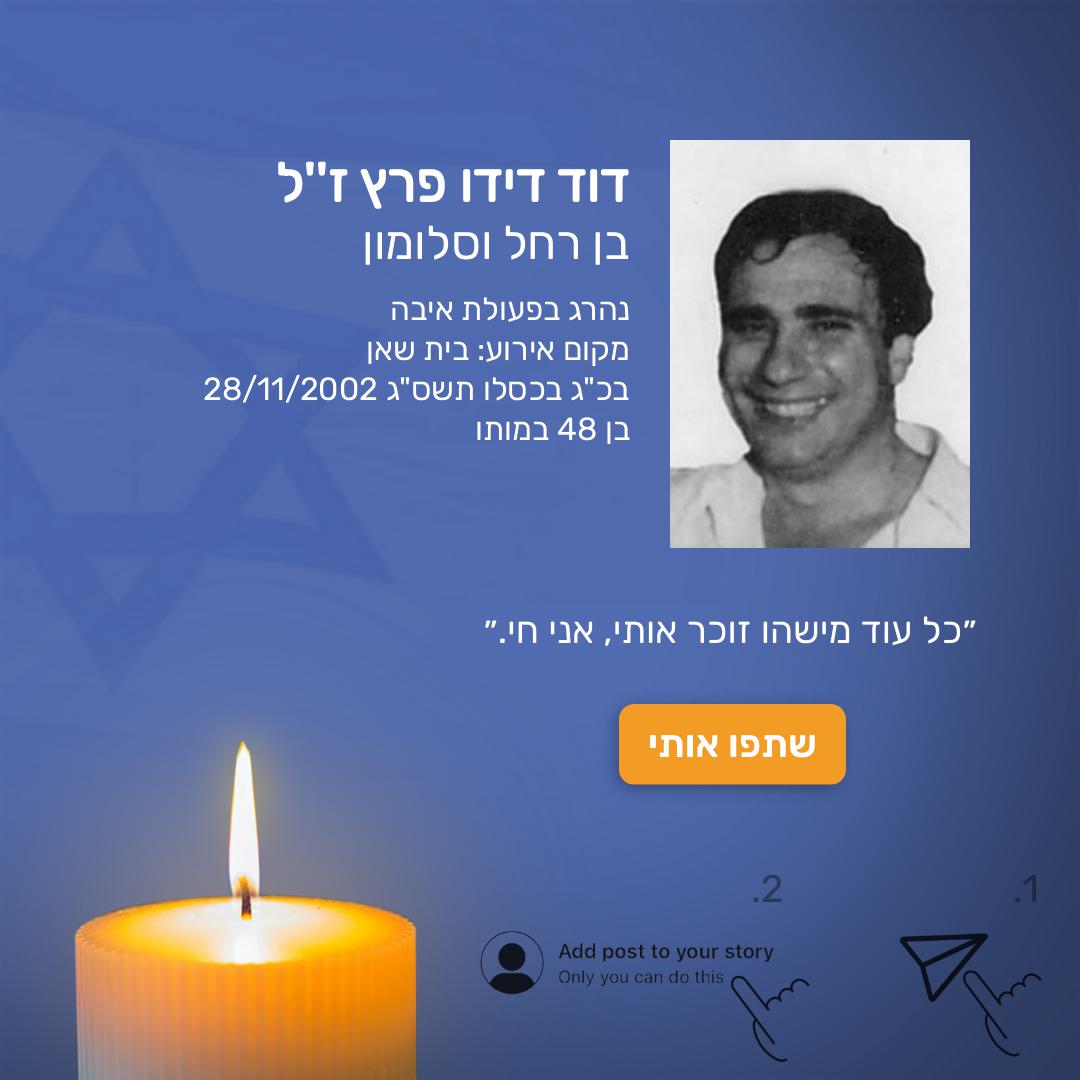 דוד דידו פרץ ז"ל
בן רחל וסלומון
נהרג בפעולת איבה
מקום אירוע: בית שאן
בכ"ג בכסלו תשס"ג 28/11/2002
בן 48 במותו
״כל עוד מישהו זוכר אותי, אני חי.״
שתפו אותי
1.
2.
Add post to your story
Only you can do this